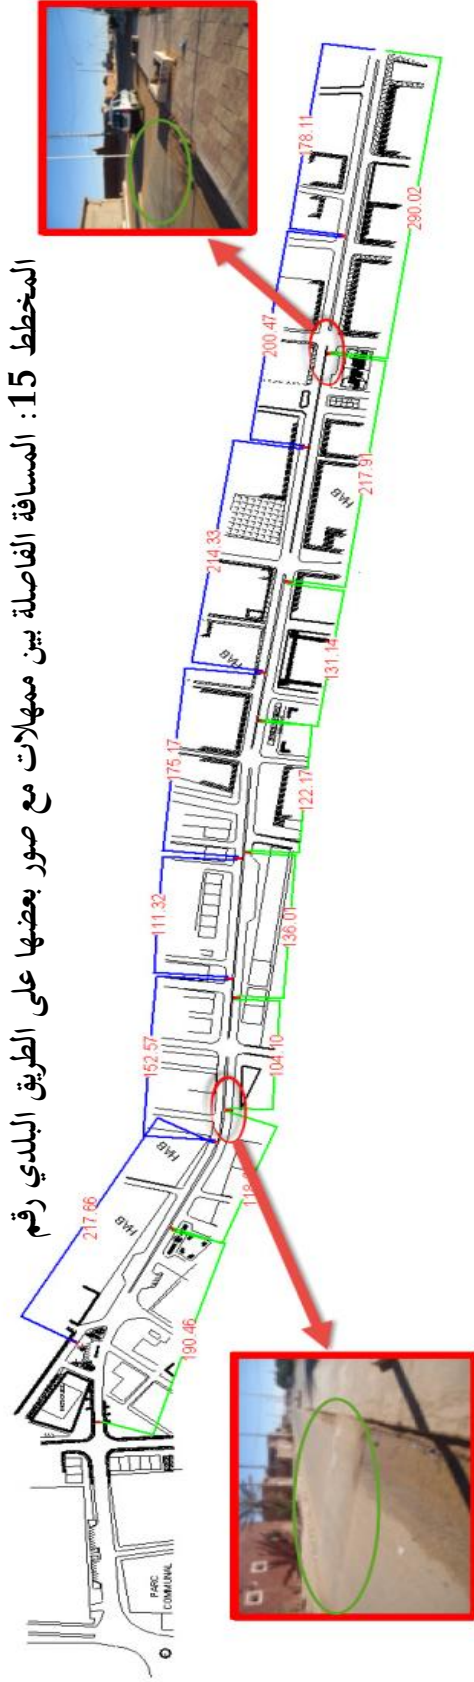 المخطط 15: المسافة الفاصلة بين ممهلات مع صور بعضها على الطريق البلدي رقم
217.66
152.57
111.32
175.17
214.33
200.47
178.11
HAB
HAB
HAB
HAB
MOSQUEE
PARC
COMMUNAL
190.46
104.10
136.01
122.17
131.14
217.91
290.02